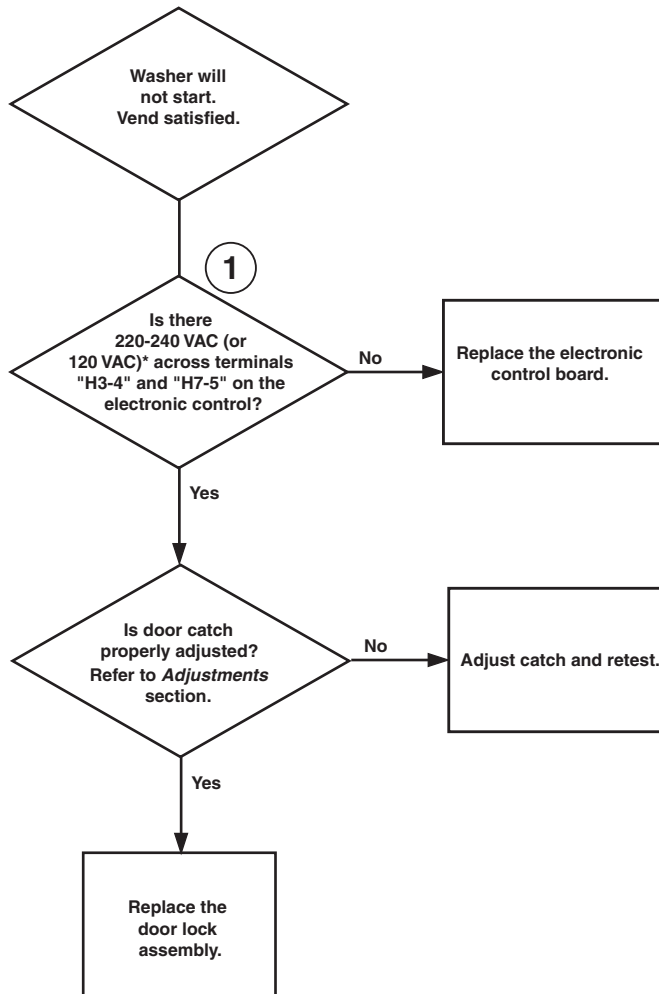 Washer will
not start.
Vend satisfied.
1
Is there
220-240 VAC (or
120 VAC)* across terminals
"H3-4" and "H7-5" on the
electronic control?
No
Replace the electronic
control board.
Yes
Is door catch
properly adjusted?
Refer to Adjustments
section.
No
Adjust catch and retest.
Yes
Replace the
door lock
assembly.